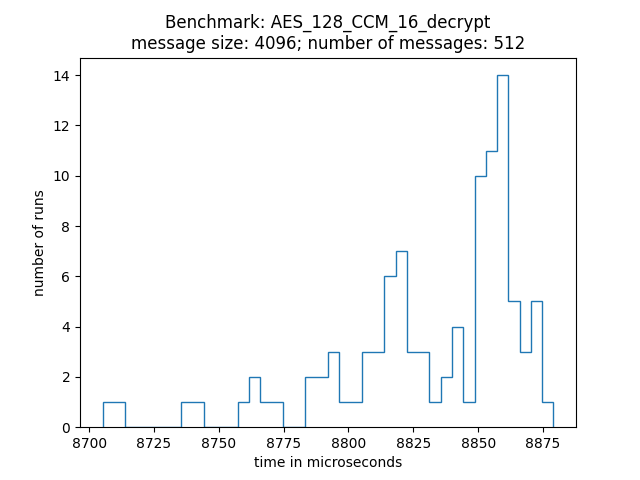 Benchmark: AES_128_CCM_16_decrypt
message size: 4096; number of messages: 512
14
12
10
8
6
4
2
0
number of runs
8700 8725 8750 8775 8800 8825 8850 8875
time in microseconds